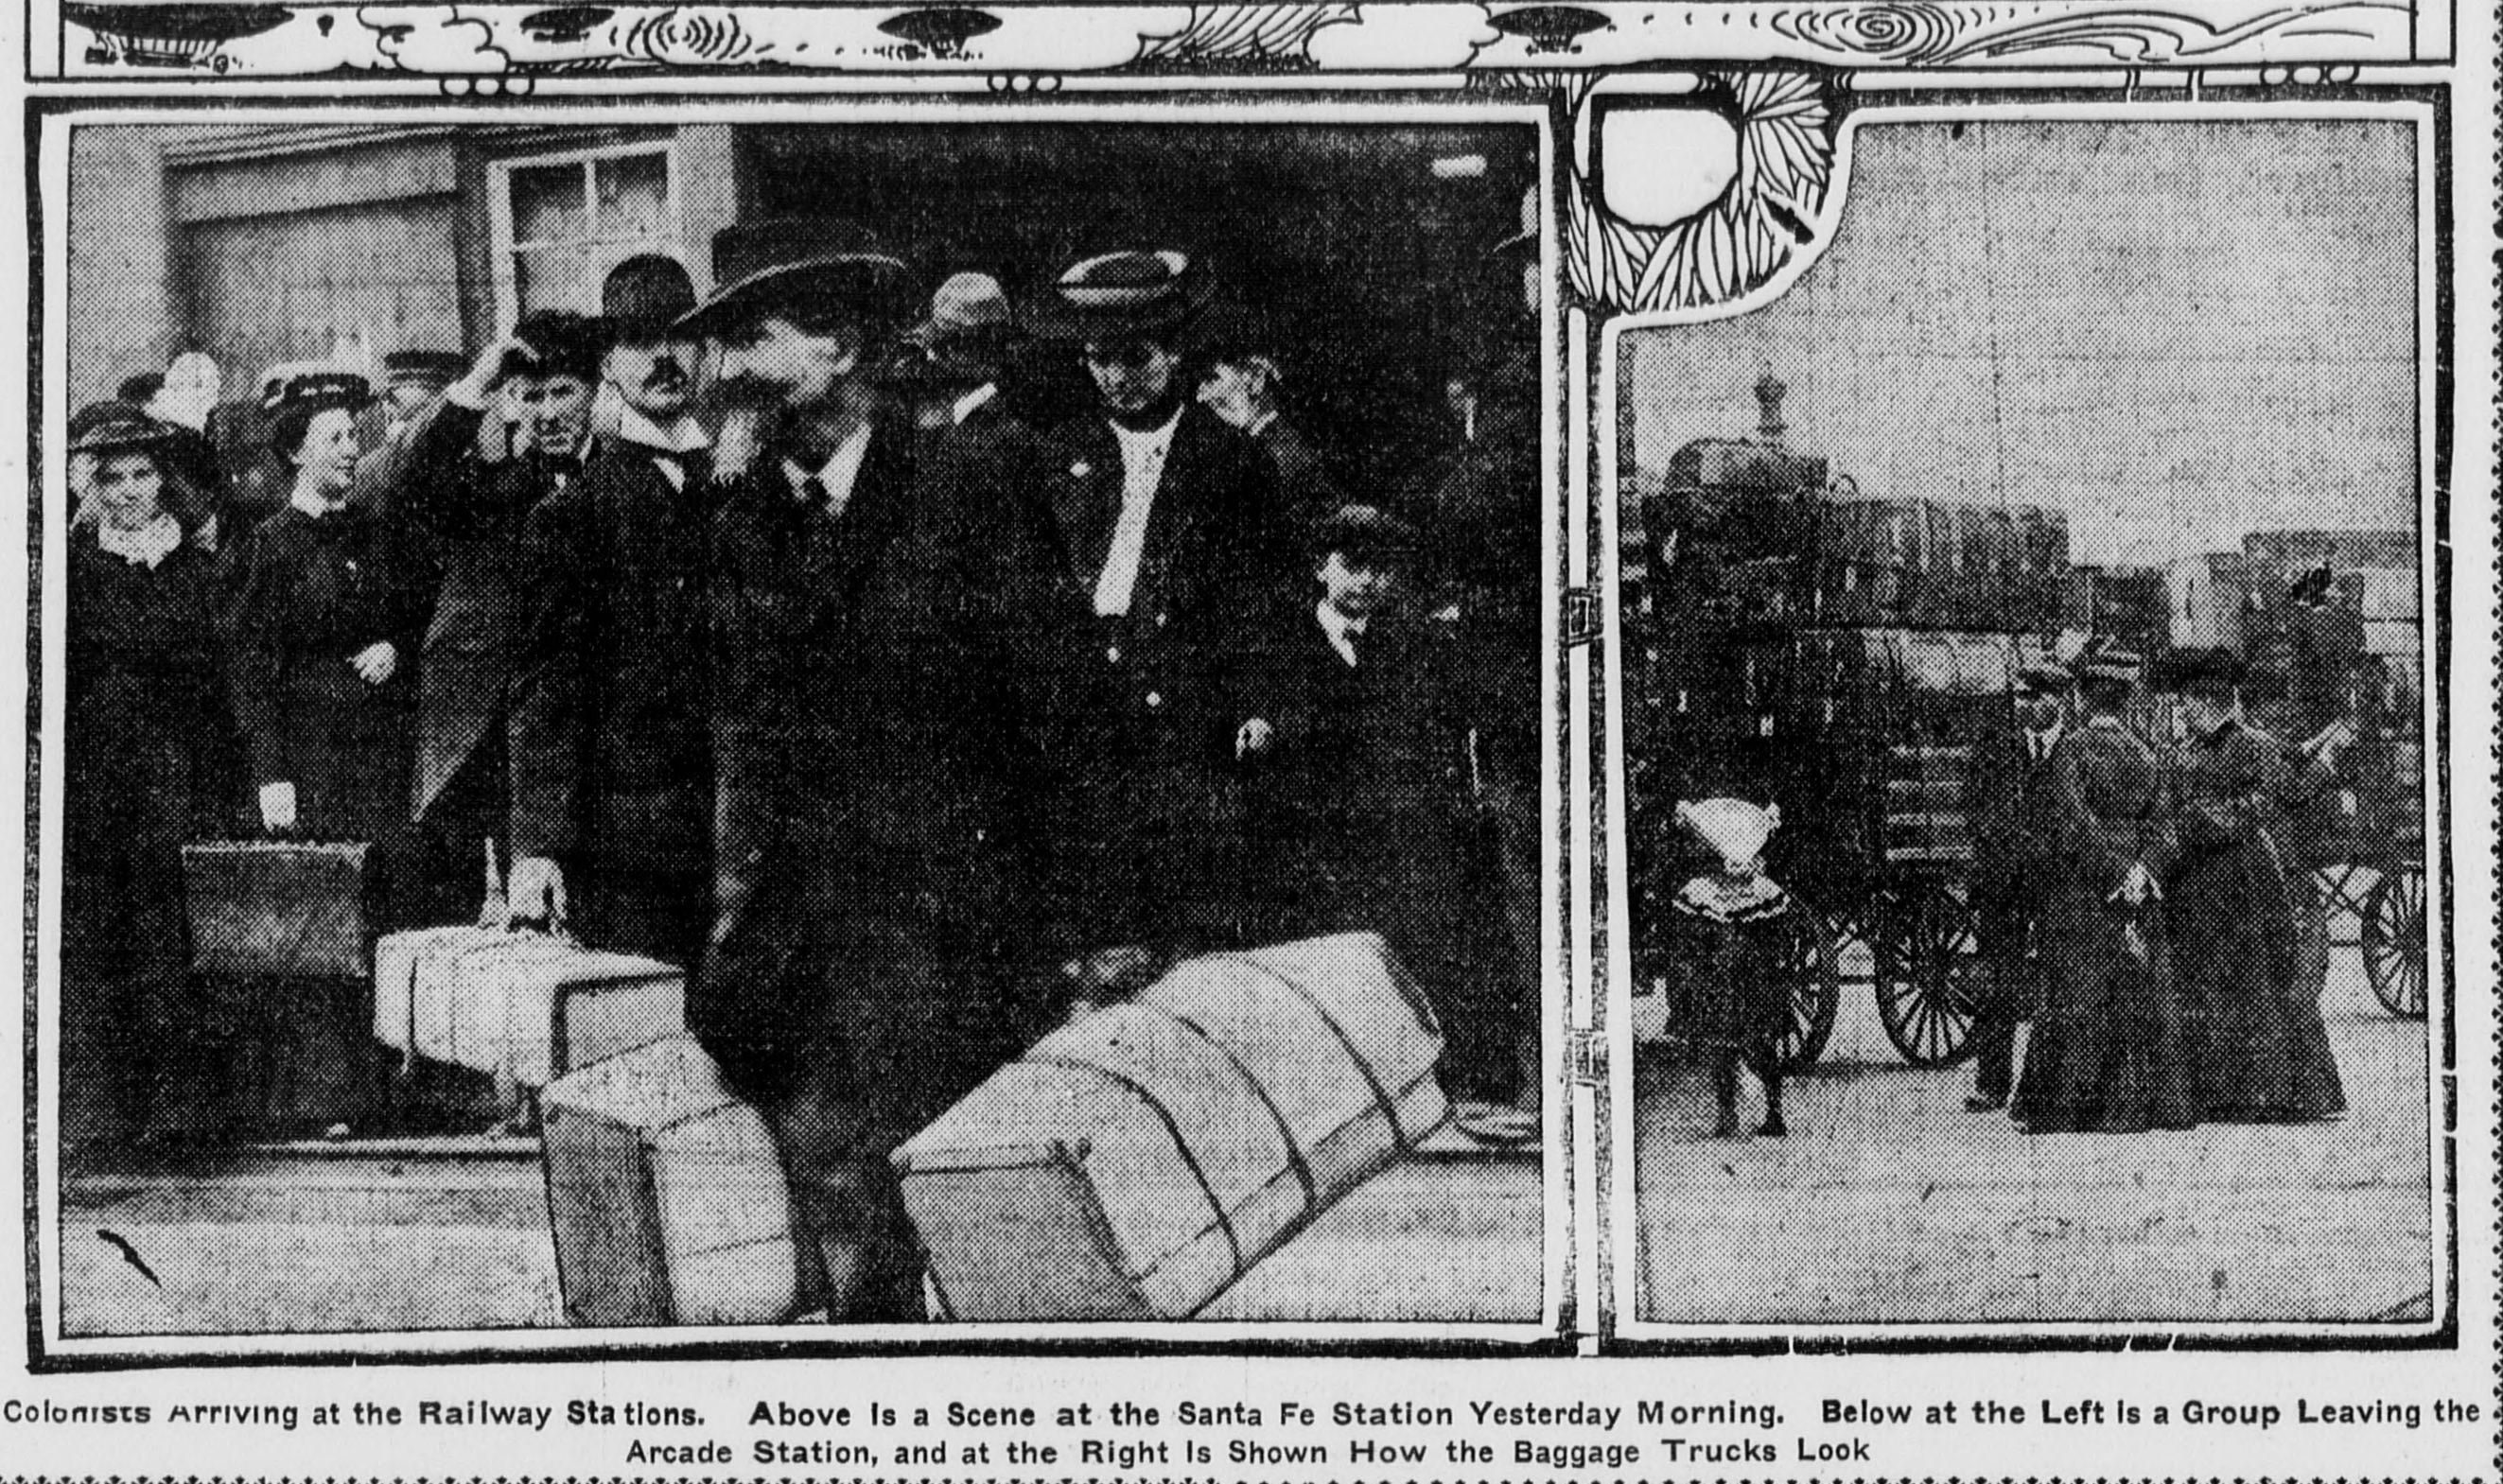 Colonists Arriving at the Railway Stations. Above Is a Scene at the Santa Fe Station Yesterday Morning. Below at the Left Is a Group Leaving the
Arcade Station, and at the Right Is Shown How the Baggage Trucks Look